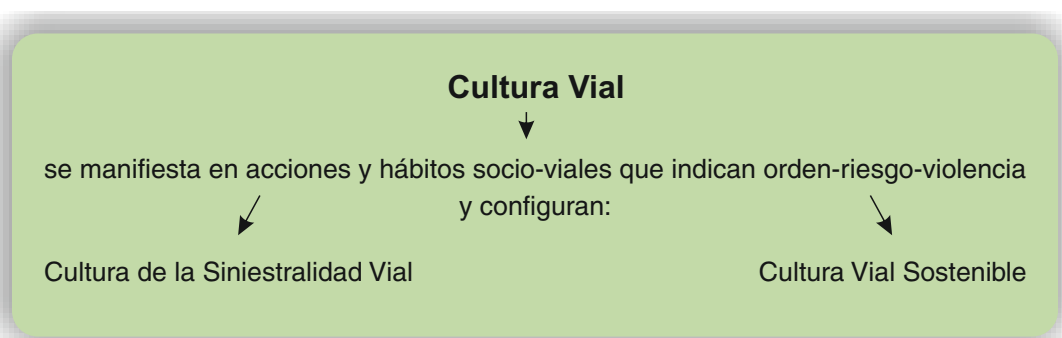 Cultura Vial
se manifiesta en acciones y hábitos socio-viales que indican orden-riesgo-violencia
y configuran:
Cultura de la Siniestralidad Vial
Cultura Vial Sostenible